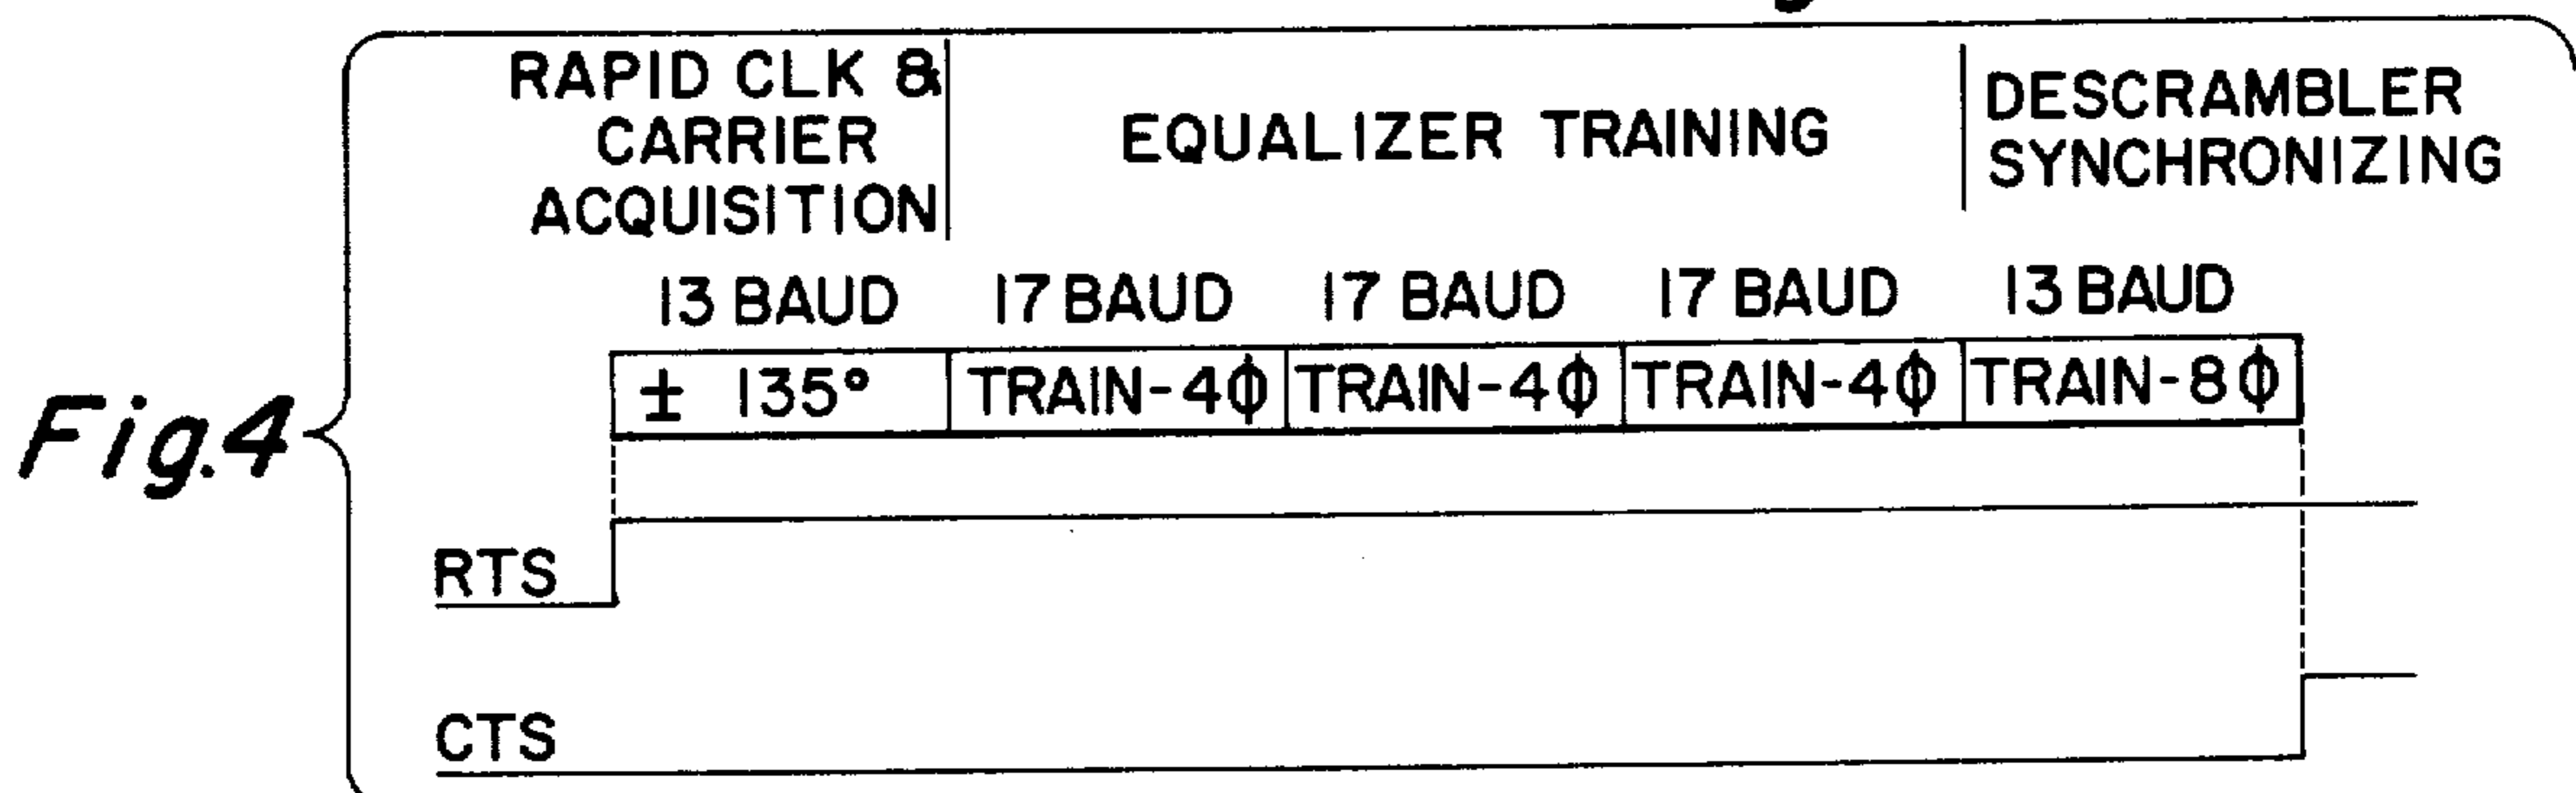 RAPID CLK &
CARRIER
ACQUISITION
EQUALIZER TRAINING
DESCRAMBLER
SYNCHRONIZING
13 BAUD 17 BAUD 17 BAUD 17 BAUD 13 BAUD
± 135° TRAIN-4ϕ TRAIN-4ϕ TRAIN-4ϕ TRAIN-8ϕ
Fig.4
RTS
CTS